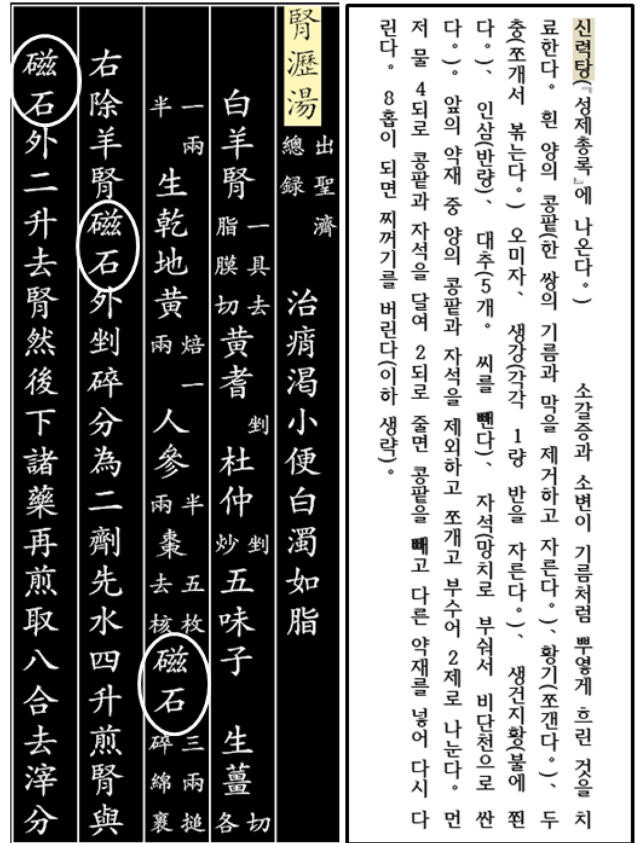 腎瀝湯 出聖濟總録 治痟渴小便白濁如脂
白羊腎 一具去脂膜切 黃耆 剉 杜仲 剉炒 五味子 生薑 切各
一兩半 生乾地黃 焙一兩 人參 半兩 棗 五枚去核 磁石 三兩搥碎綿裹
右除羊腎磁石外剉碎分為二劑先水四升煎腎與
磁石外二升去腎然後下諸藥再煎取八合去滓分
신력탕(『성제총록』에 나온다。) 소갈증과 소변이 기름처럼 뿌옇게 흐린 것을 치
료한다。 흰 양의 콩팥(한 쌍의 기름과 막을 제거하고 자른다。)、황기(쪼갠다。)、 두
충(쪼개서 볶는다。) 오미자、 생강(각각 1량 반을 자른다。)、 생건지황(불에 찐
다。)、 인삼(반량)、 대추(5개。 씨를 뺀다)、 자석(망치로 부숴서 비단천으로 싼
다。)。 앞의 약재 중 양의 콩팥과 자석을 제외하고 쪼개고 부수어 2제로 나눈다。 먼
저 물 4되로 콩팥과 자석을 달여 2되로 줄면 콩팥을 빼고 다른 약재를 넣어 다시 다
린다。 8홉이 되면 찌꺼기를 버린다(이하 생략)。